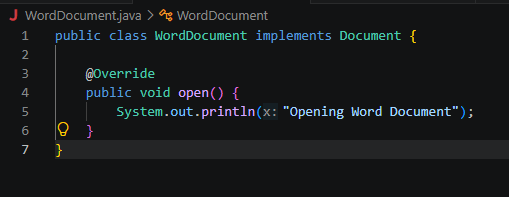 J WordDocument.java > WordDocument
1 public class WordDocument implements Document {
2
3     @Override
4     public void open() {
5         System.out.println(x: "Opening Word Document");
6     }
7 }